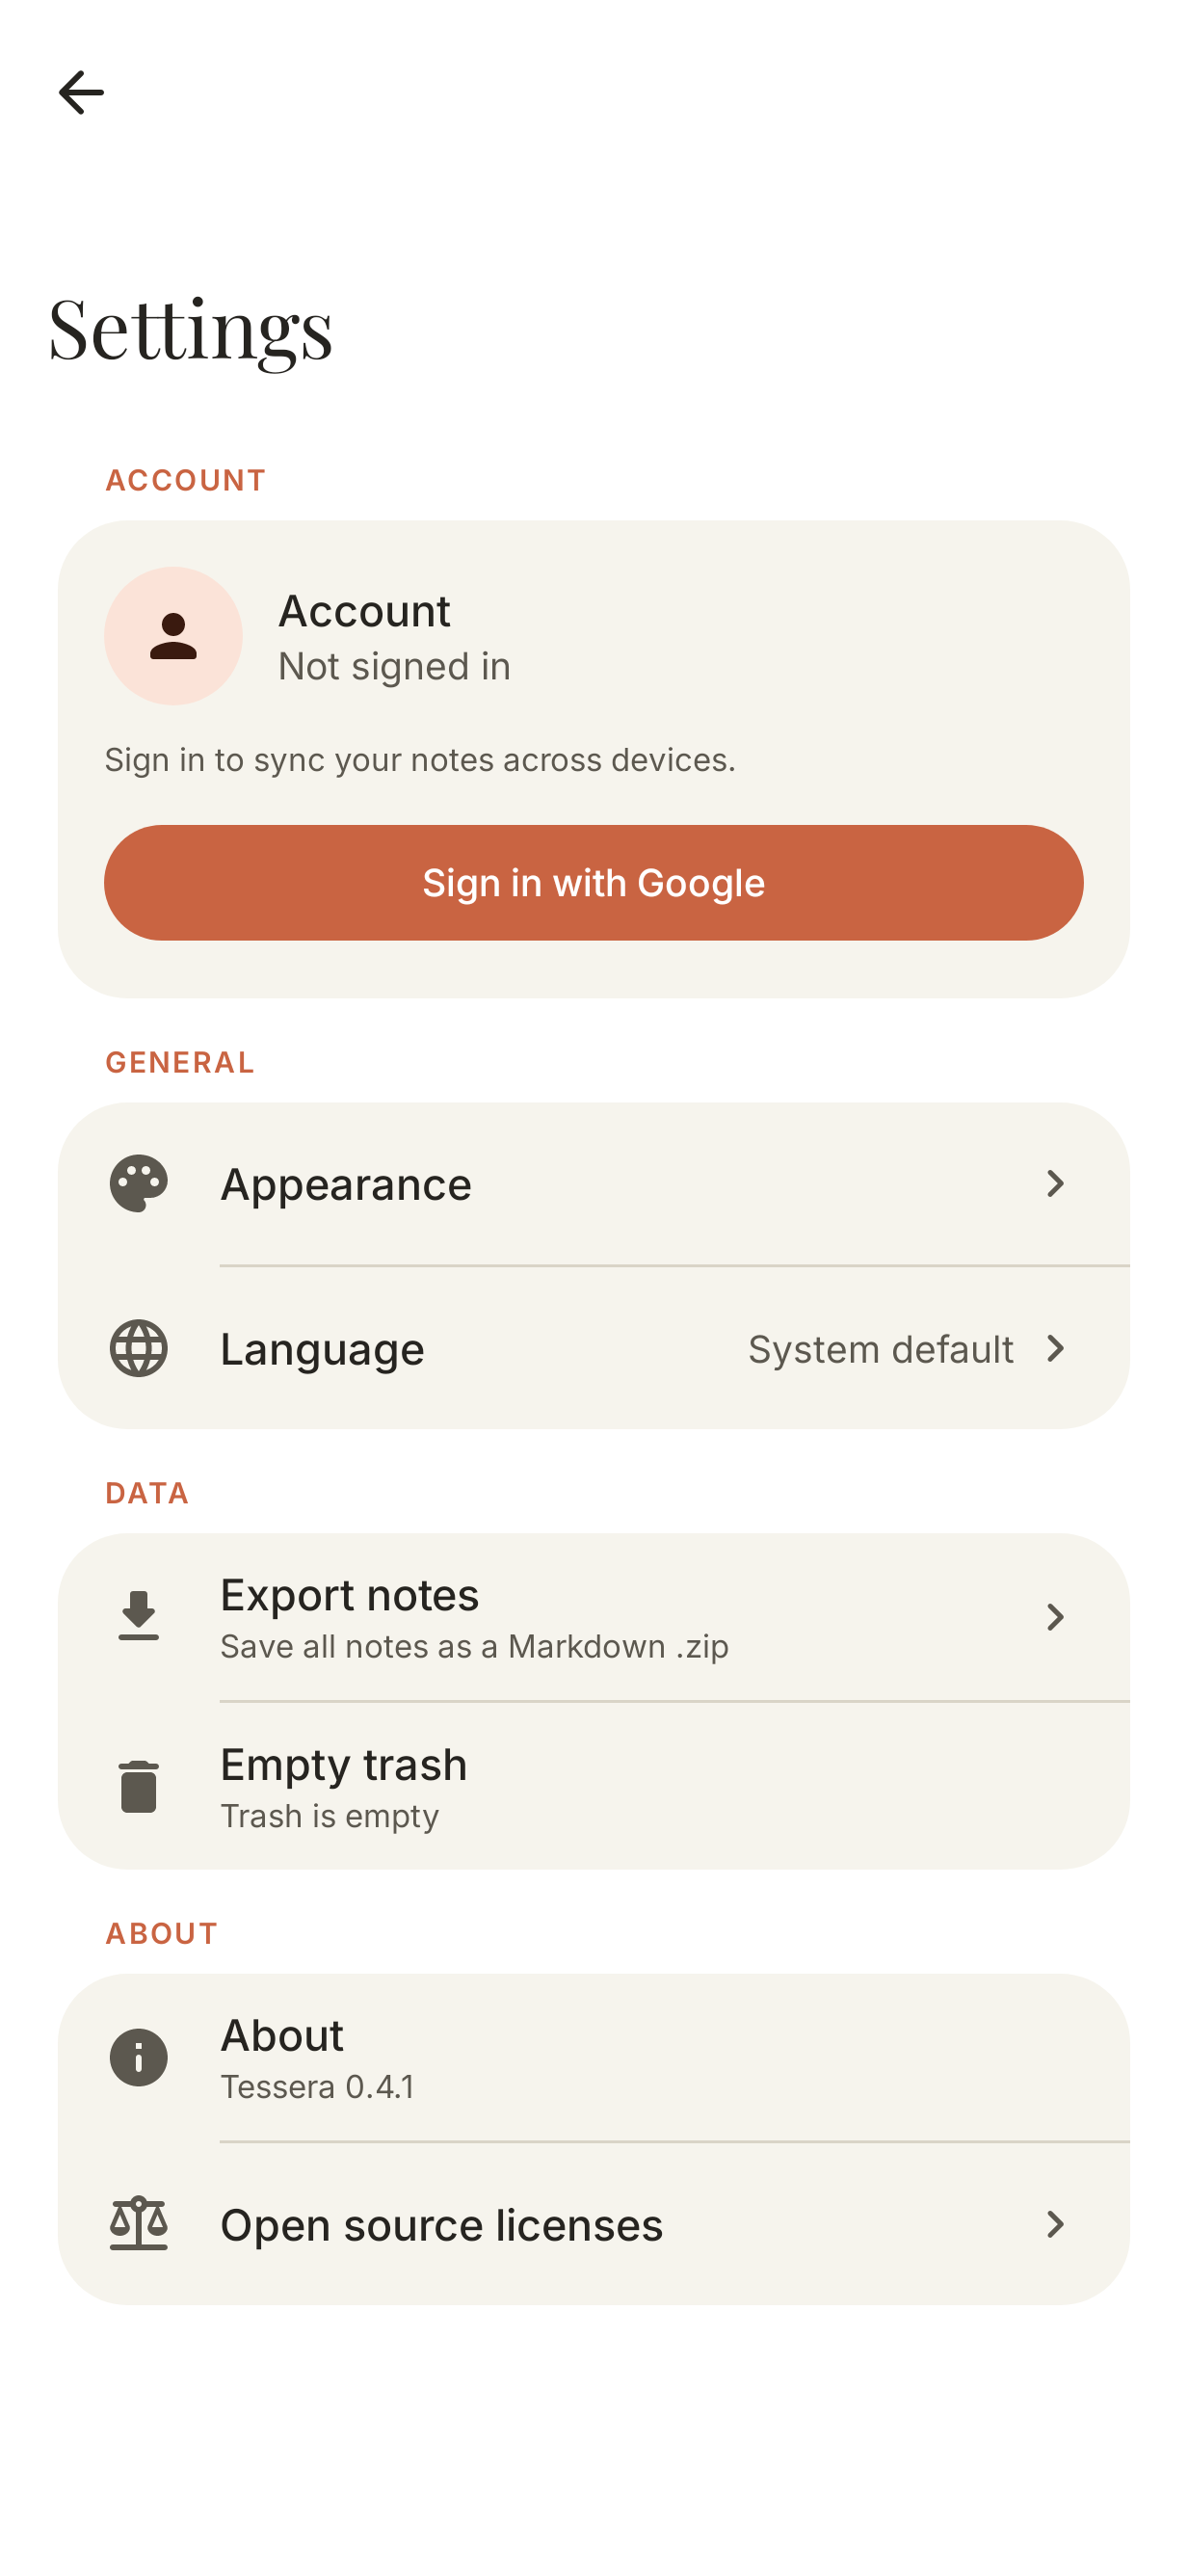 Settings
ACCOUNT
Account
Not signed in
Sign in to sync your notes across devices.
Sign in with Google
GENERAL
Appearance
Language
System default
DATA
Export notes
Save all notes as a Markdown .zip
Empty trash
Trash is empty
ABOUT
About
Tessera 0.4.1
Open source licenses